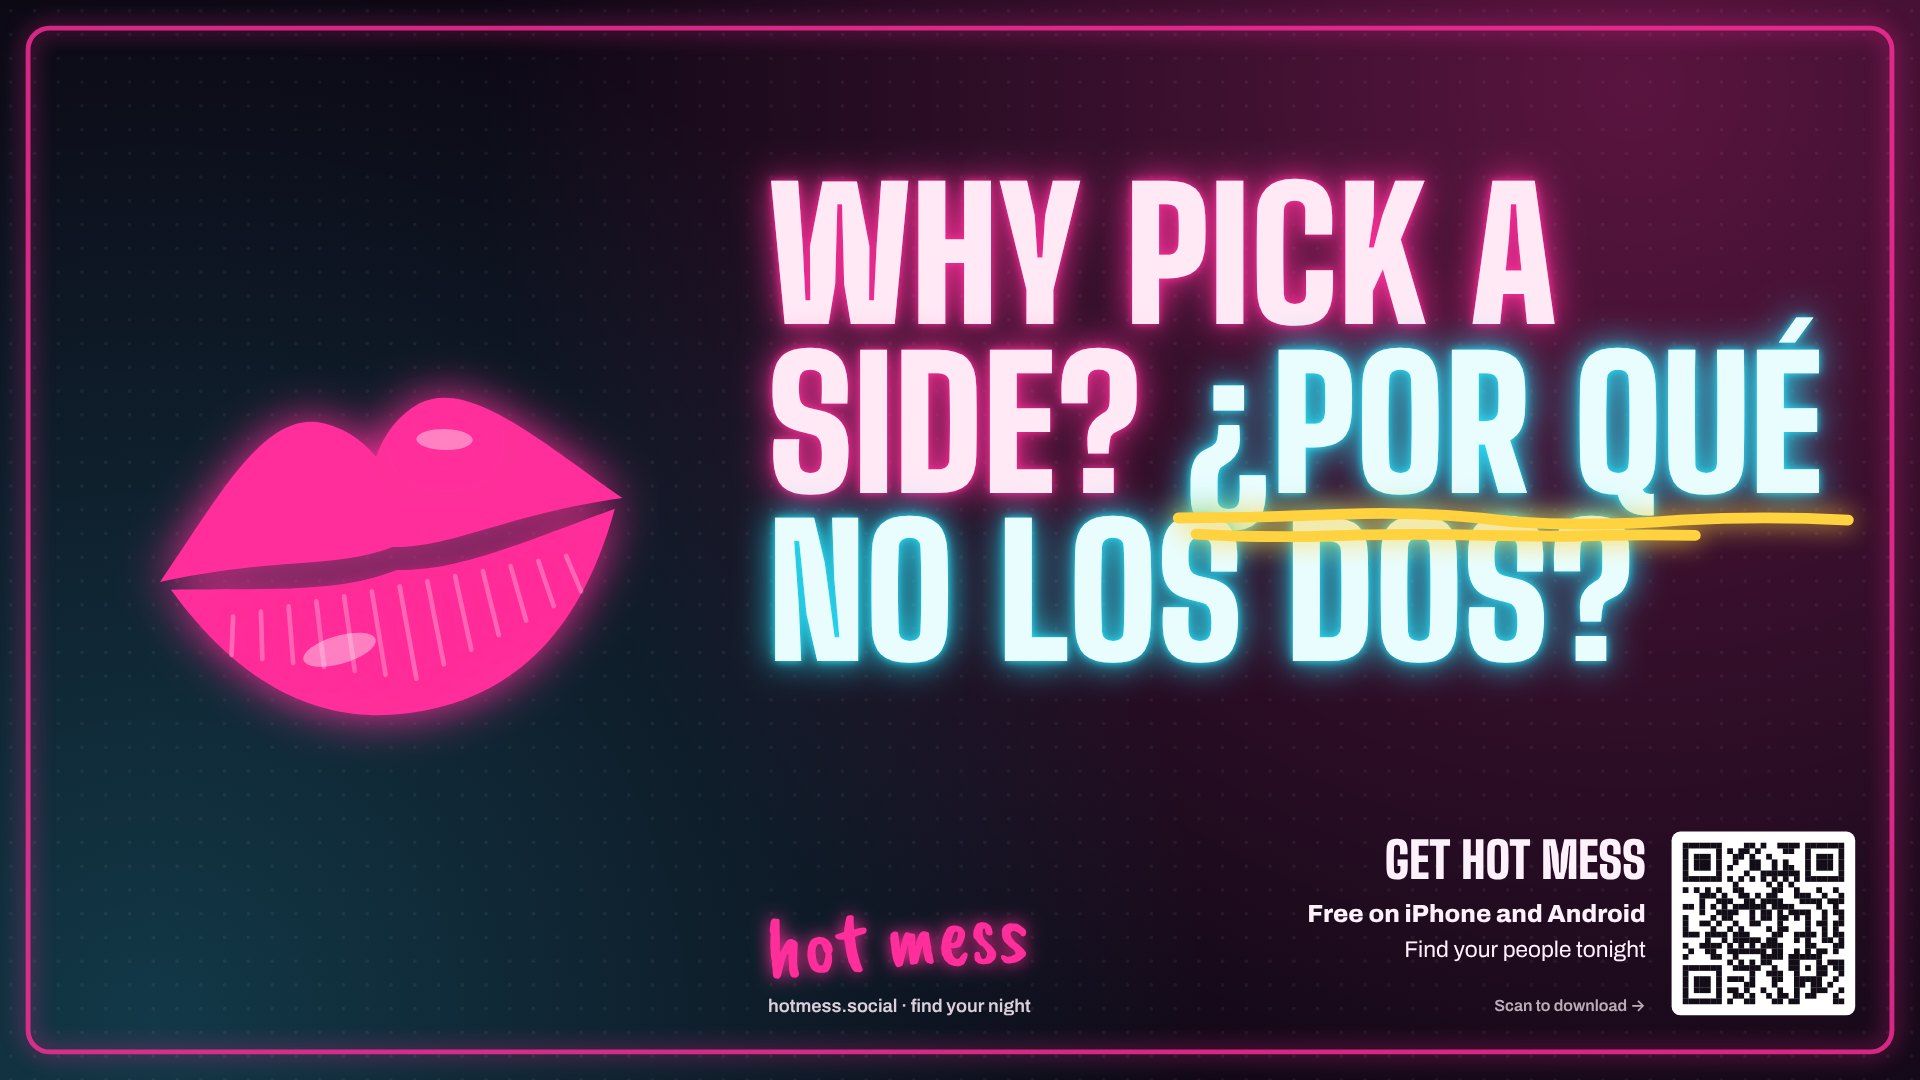 WHY PICK A
SIDE? ¿POR QUÉ
NO LOS DOS?
GET HOT MESS
Free on iPhone and Android
Find your people tonight
hot mess
hotmess.social · find your night
Scan to download →